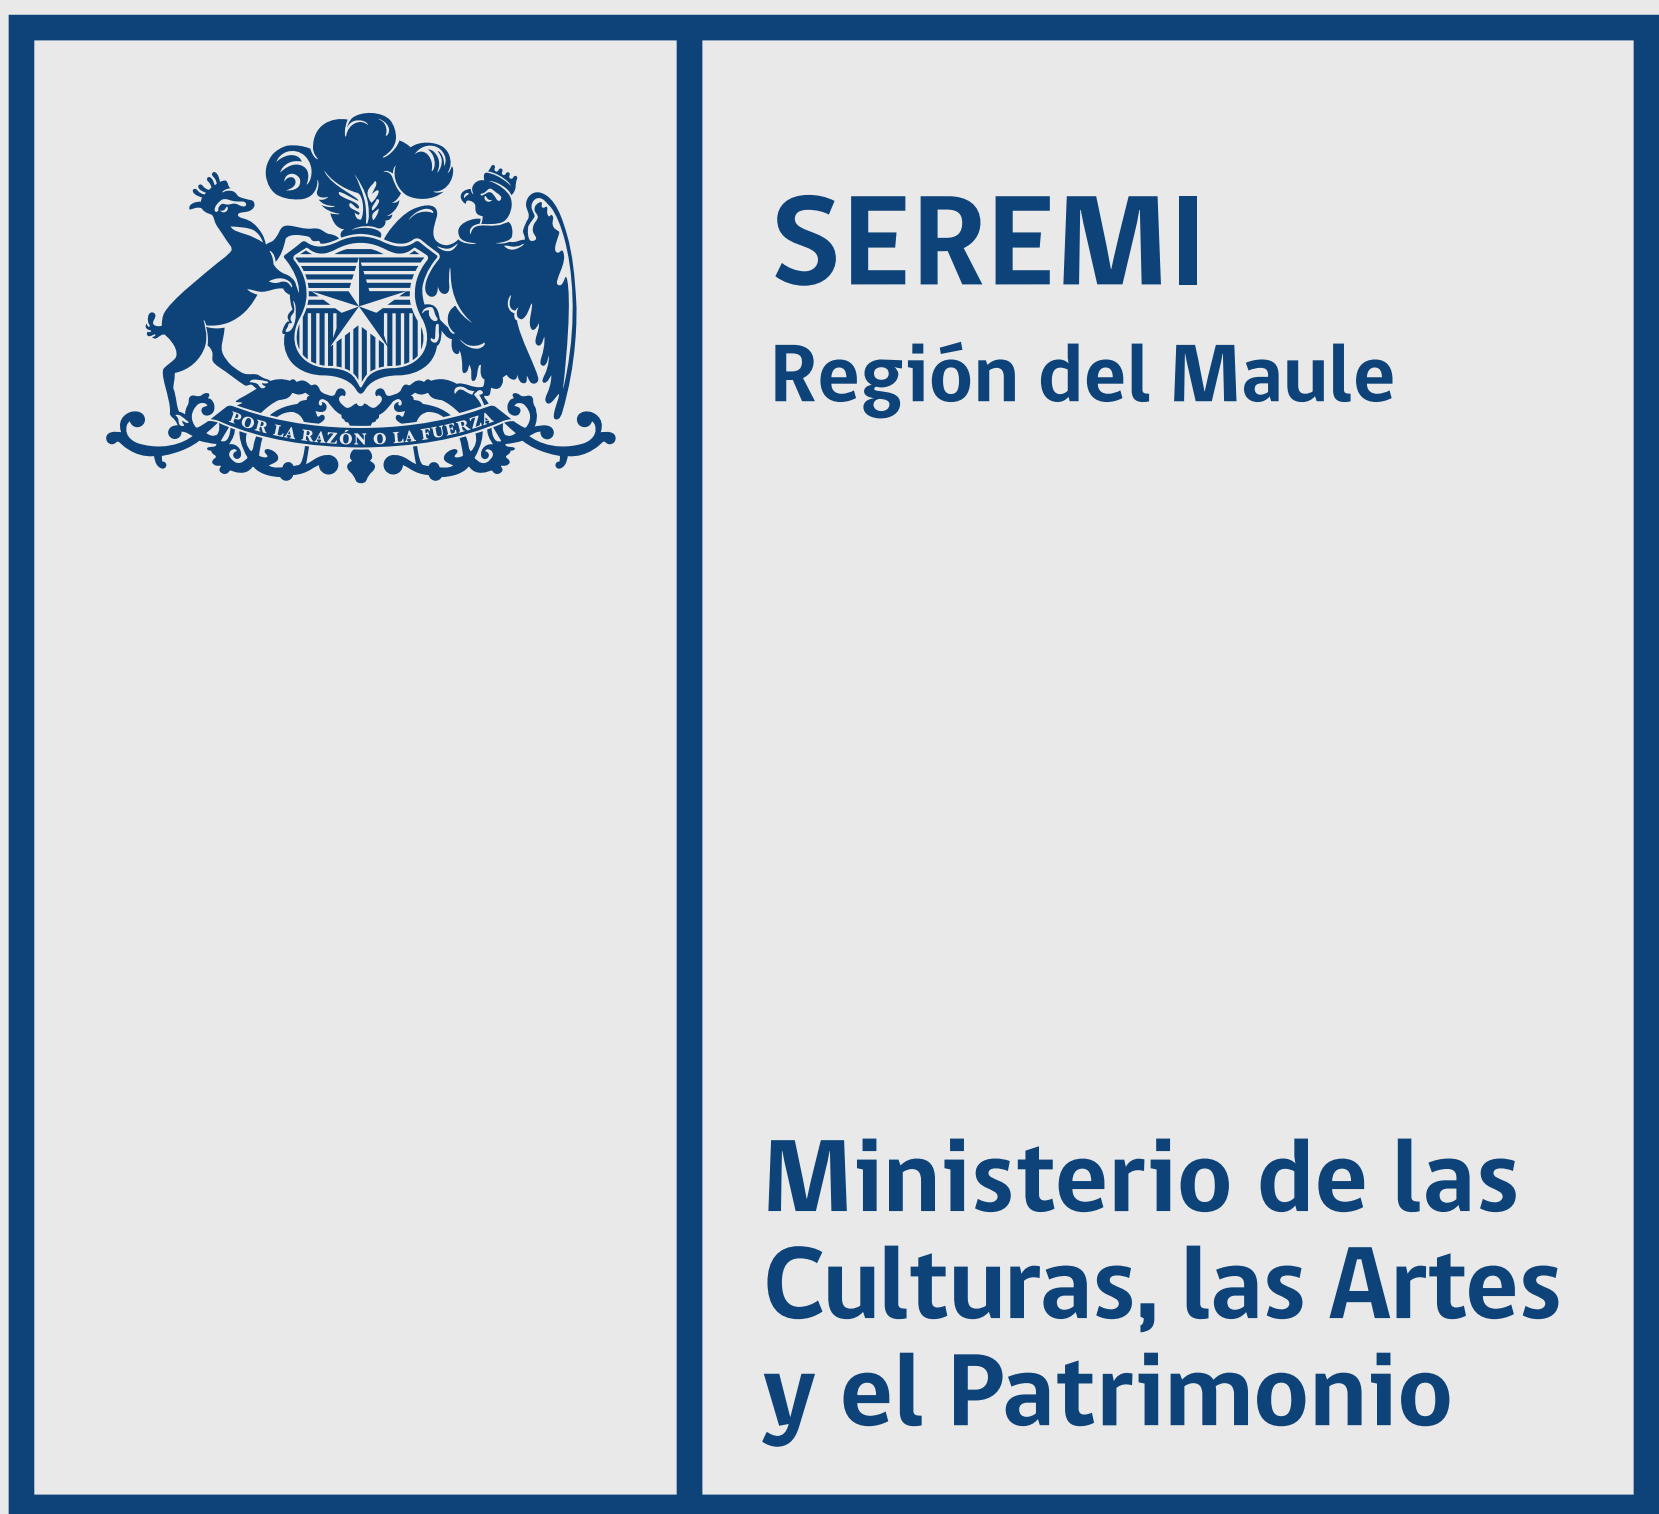 POR LA RAZÓN O LA FUERZA
SEREMI
Región del Maule
Ministerio de las
Culturas, las Artes
y el Patrimonio